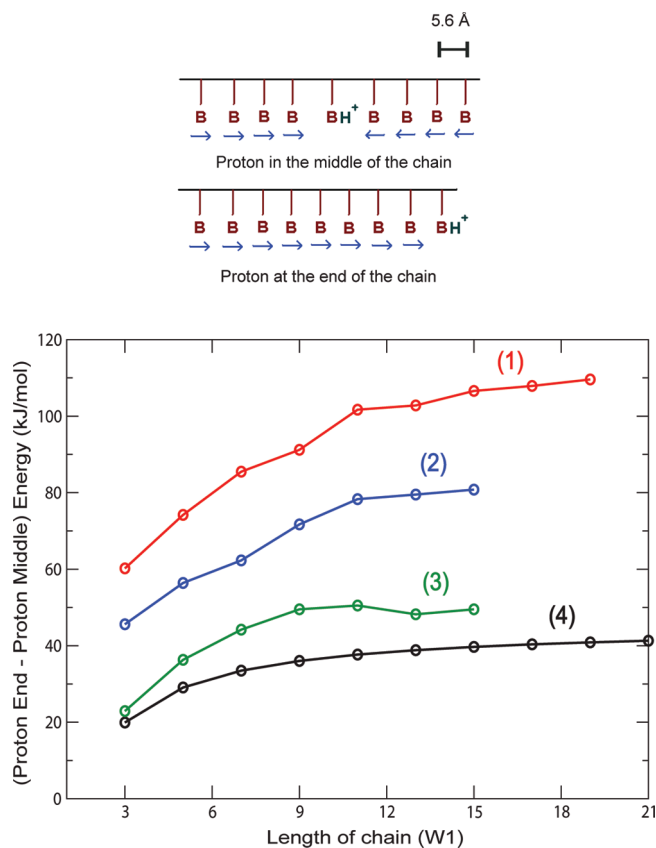 5.6 Å
B B B B BH⁺ B B B B
Proton in the middle of the chain
B B B B B B B B BH⁺
Proton at the end of the chain
(Proton End - Proton Middle) Energy (kJ/mol)
120
100
80
60
40
20
0
(1)
(2)
(3)
(4)
3 6 9 12 15 18 21
Length of chain (W1)